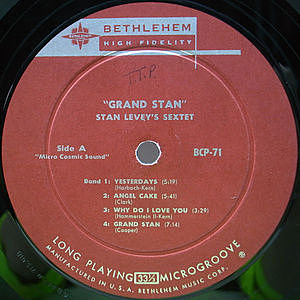 BETHLEHEM
HIGH FIDELITY
T.T.P.
"GRAND STAN"
STAN LEVEY'S SEXTET
Side A
"Micro Cosmic Sound"
BCP-71
Band 1: YESTERDAYS (5:19)
(Harbach-Kern)
2: ANGEL CAKE (5:41)
(Clark)
3: WHY DO I LOVE YOU (3:29)
(Hammerstein II-Kern)
4: GRAND STAN (7:14)
(Cooper)
LONG PLAYING 33⅓ MICROGROOVE
MANUFACTURED IN U.S.A. BETHLEHEM MUSIC CORP.